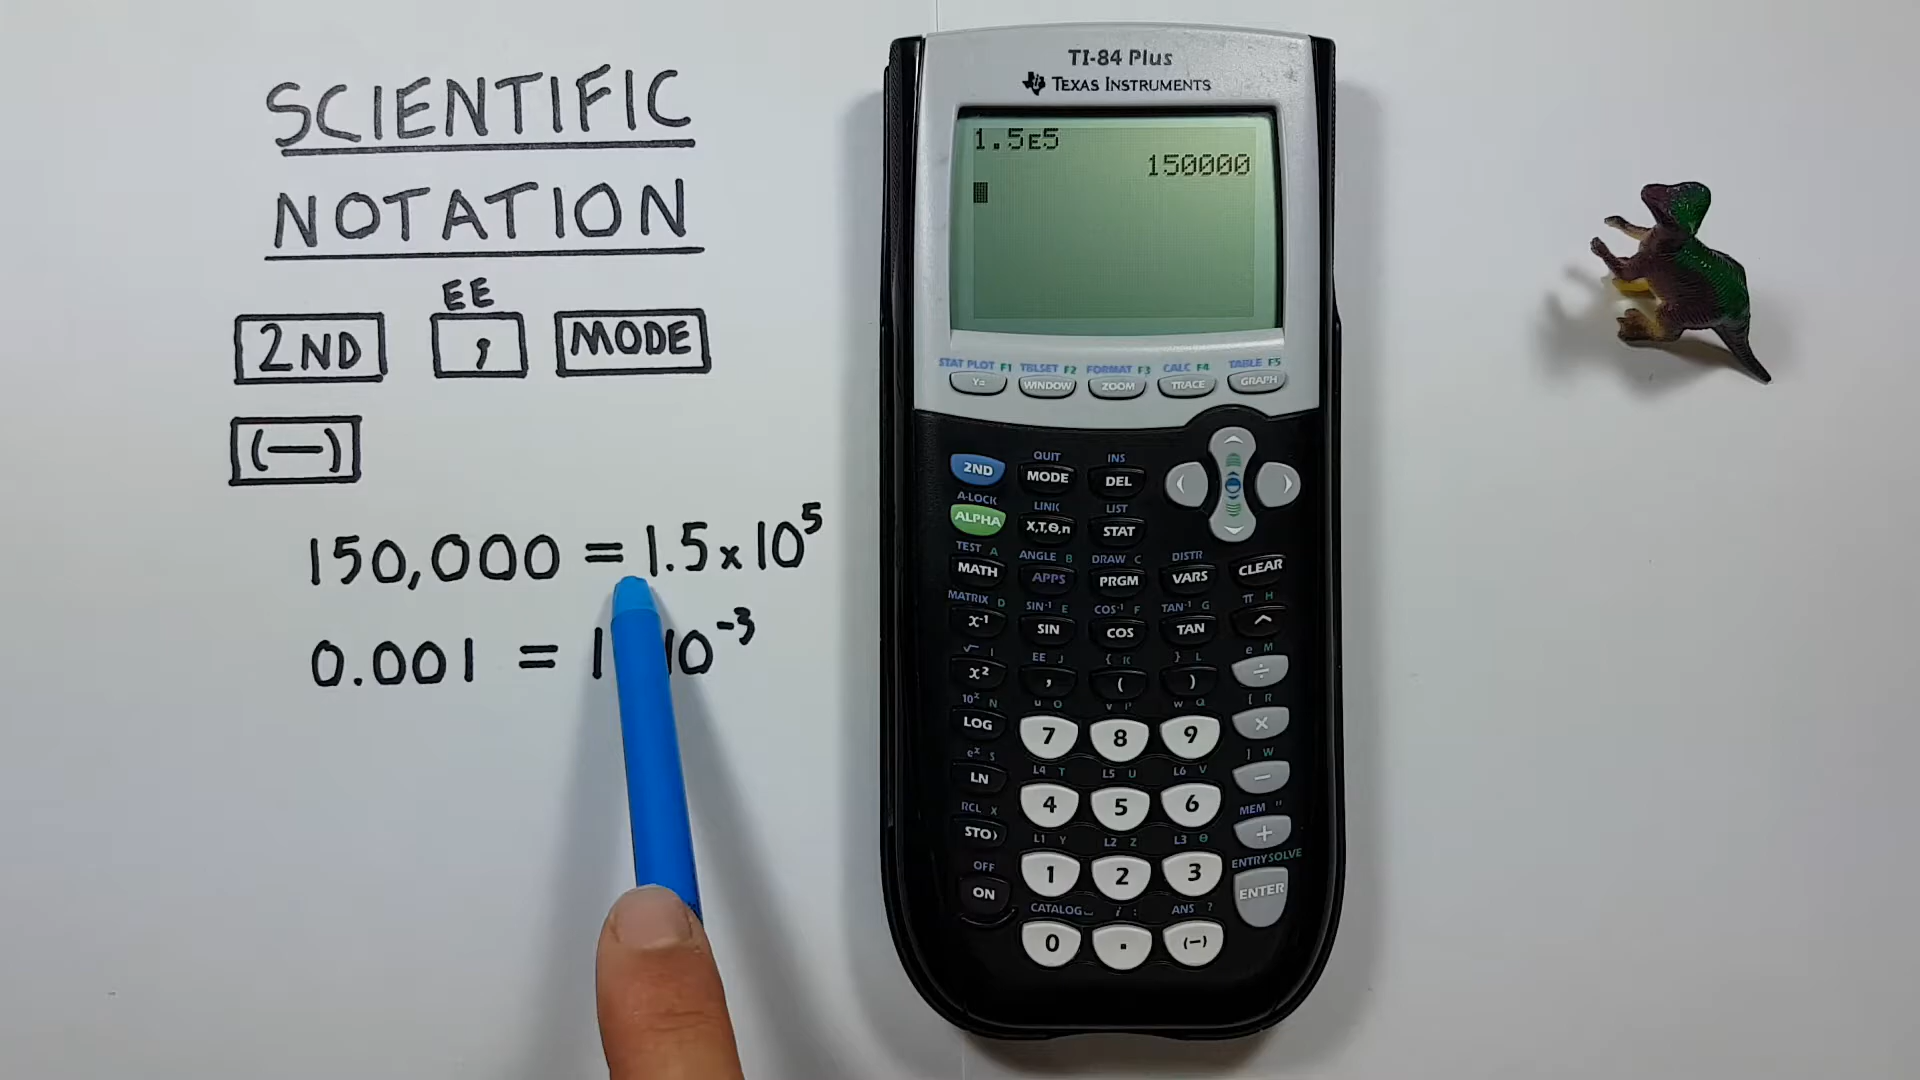 SCIENTIFIC
NOTATION
EE
2ND , MODE
(—)
150,000 = 1.5 x 10⁵
0.001 = 1 10⁻³
TI-84 Plus
TEXAS INSTRUMENTS
1.5ᴇ5
150000
STAT PLOT F1 TBLSET F2 FORMAT F3 CALC F4 TABLE F5
Y= WINDOW ZOOM TRACE GRAPH
QUIT INS
2ND MODE DEL
A-LOCK LINK LIST
ALPHA X,T,Θ,n STAT
TEST A ANGLE B DRAW C DISTR
MATH APPS PRGM VARS CLEAR
MATRIX D SIN⁻¹ E COS⁻¹ F TAN⁻¹ G π H
x⁻¹ SIN COS TAN ^
√ I EE J { K } L e M
x² , ( ) ÷
10ˣ N u O v P w Q [ R
LOG 7 8 9 ×
eˣ S L4 T L5 U L6 V ] W
LN 4 5 6 −
RCL X L1 Y L2 Z L3 θ MEM "
STO› 1 2 3 +
OFF CATALOG i : ANS ? ENTRY SOLVE
ON 0 . (−) ENTER